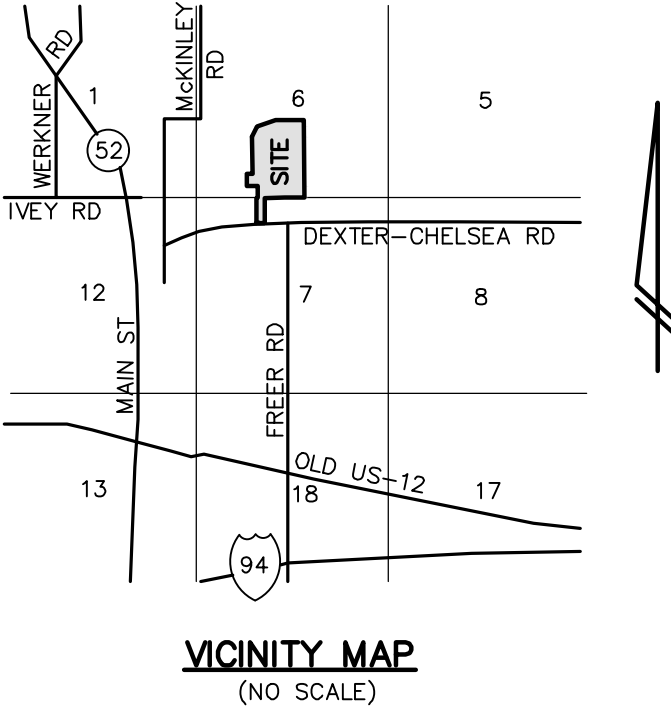 RD
WERKNER
1
McKINLEY
RD
6
5
52
SITE
IVEY RD
DEXTER-CHELSEA RD
12
7
8
MAIN ST
FREER RD
OLD US-12
13
18
17
94
VICINITY MAP
(NO SCALE)